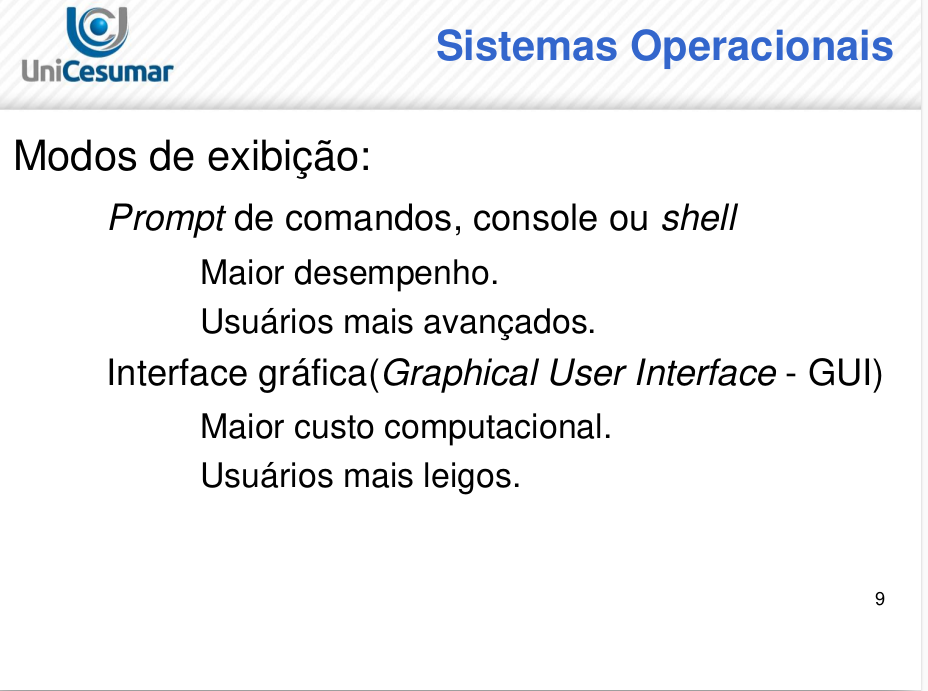 UniCesumar
Sistemas Operacionais
Modos de exibição:
Prompt de comandos, console ou shell
Maior desempenho.
Usuários mais avançados.
Interface gráfica(Graphical User Interface - GUI)
Maior custo computacional.
Usuários mais leigos.
9